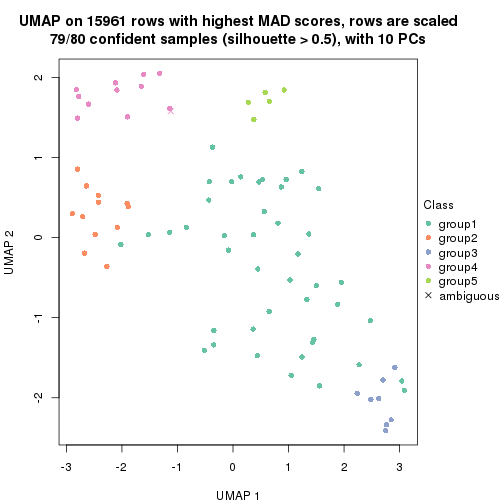 UMAP on 15961 rows with highest MAD scores, rows are scaled
79/80 confident samples (silhouette > 0.5), with 10 PCs
2
1
0
-1
-2
UMAP 2
-3
-2
-1
0
1
2
3
UMAP 1
Class
group1
group2
group3
group4
group5
ambiguous